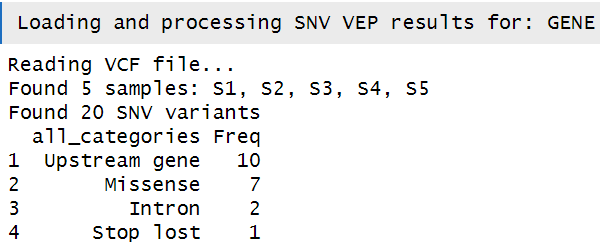 Loading and processing SNV VEP results for: GENE
Reading VCF file...
Found 5 samples: S1, S2, S3, S4, S5
Found 20 SNV variants
all_categories Freq
1 Upstream gene 10
2 Missense 7
3 Intron 2
4 Stop lost 1